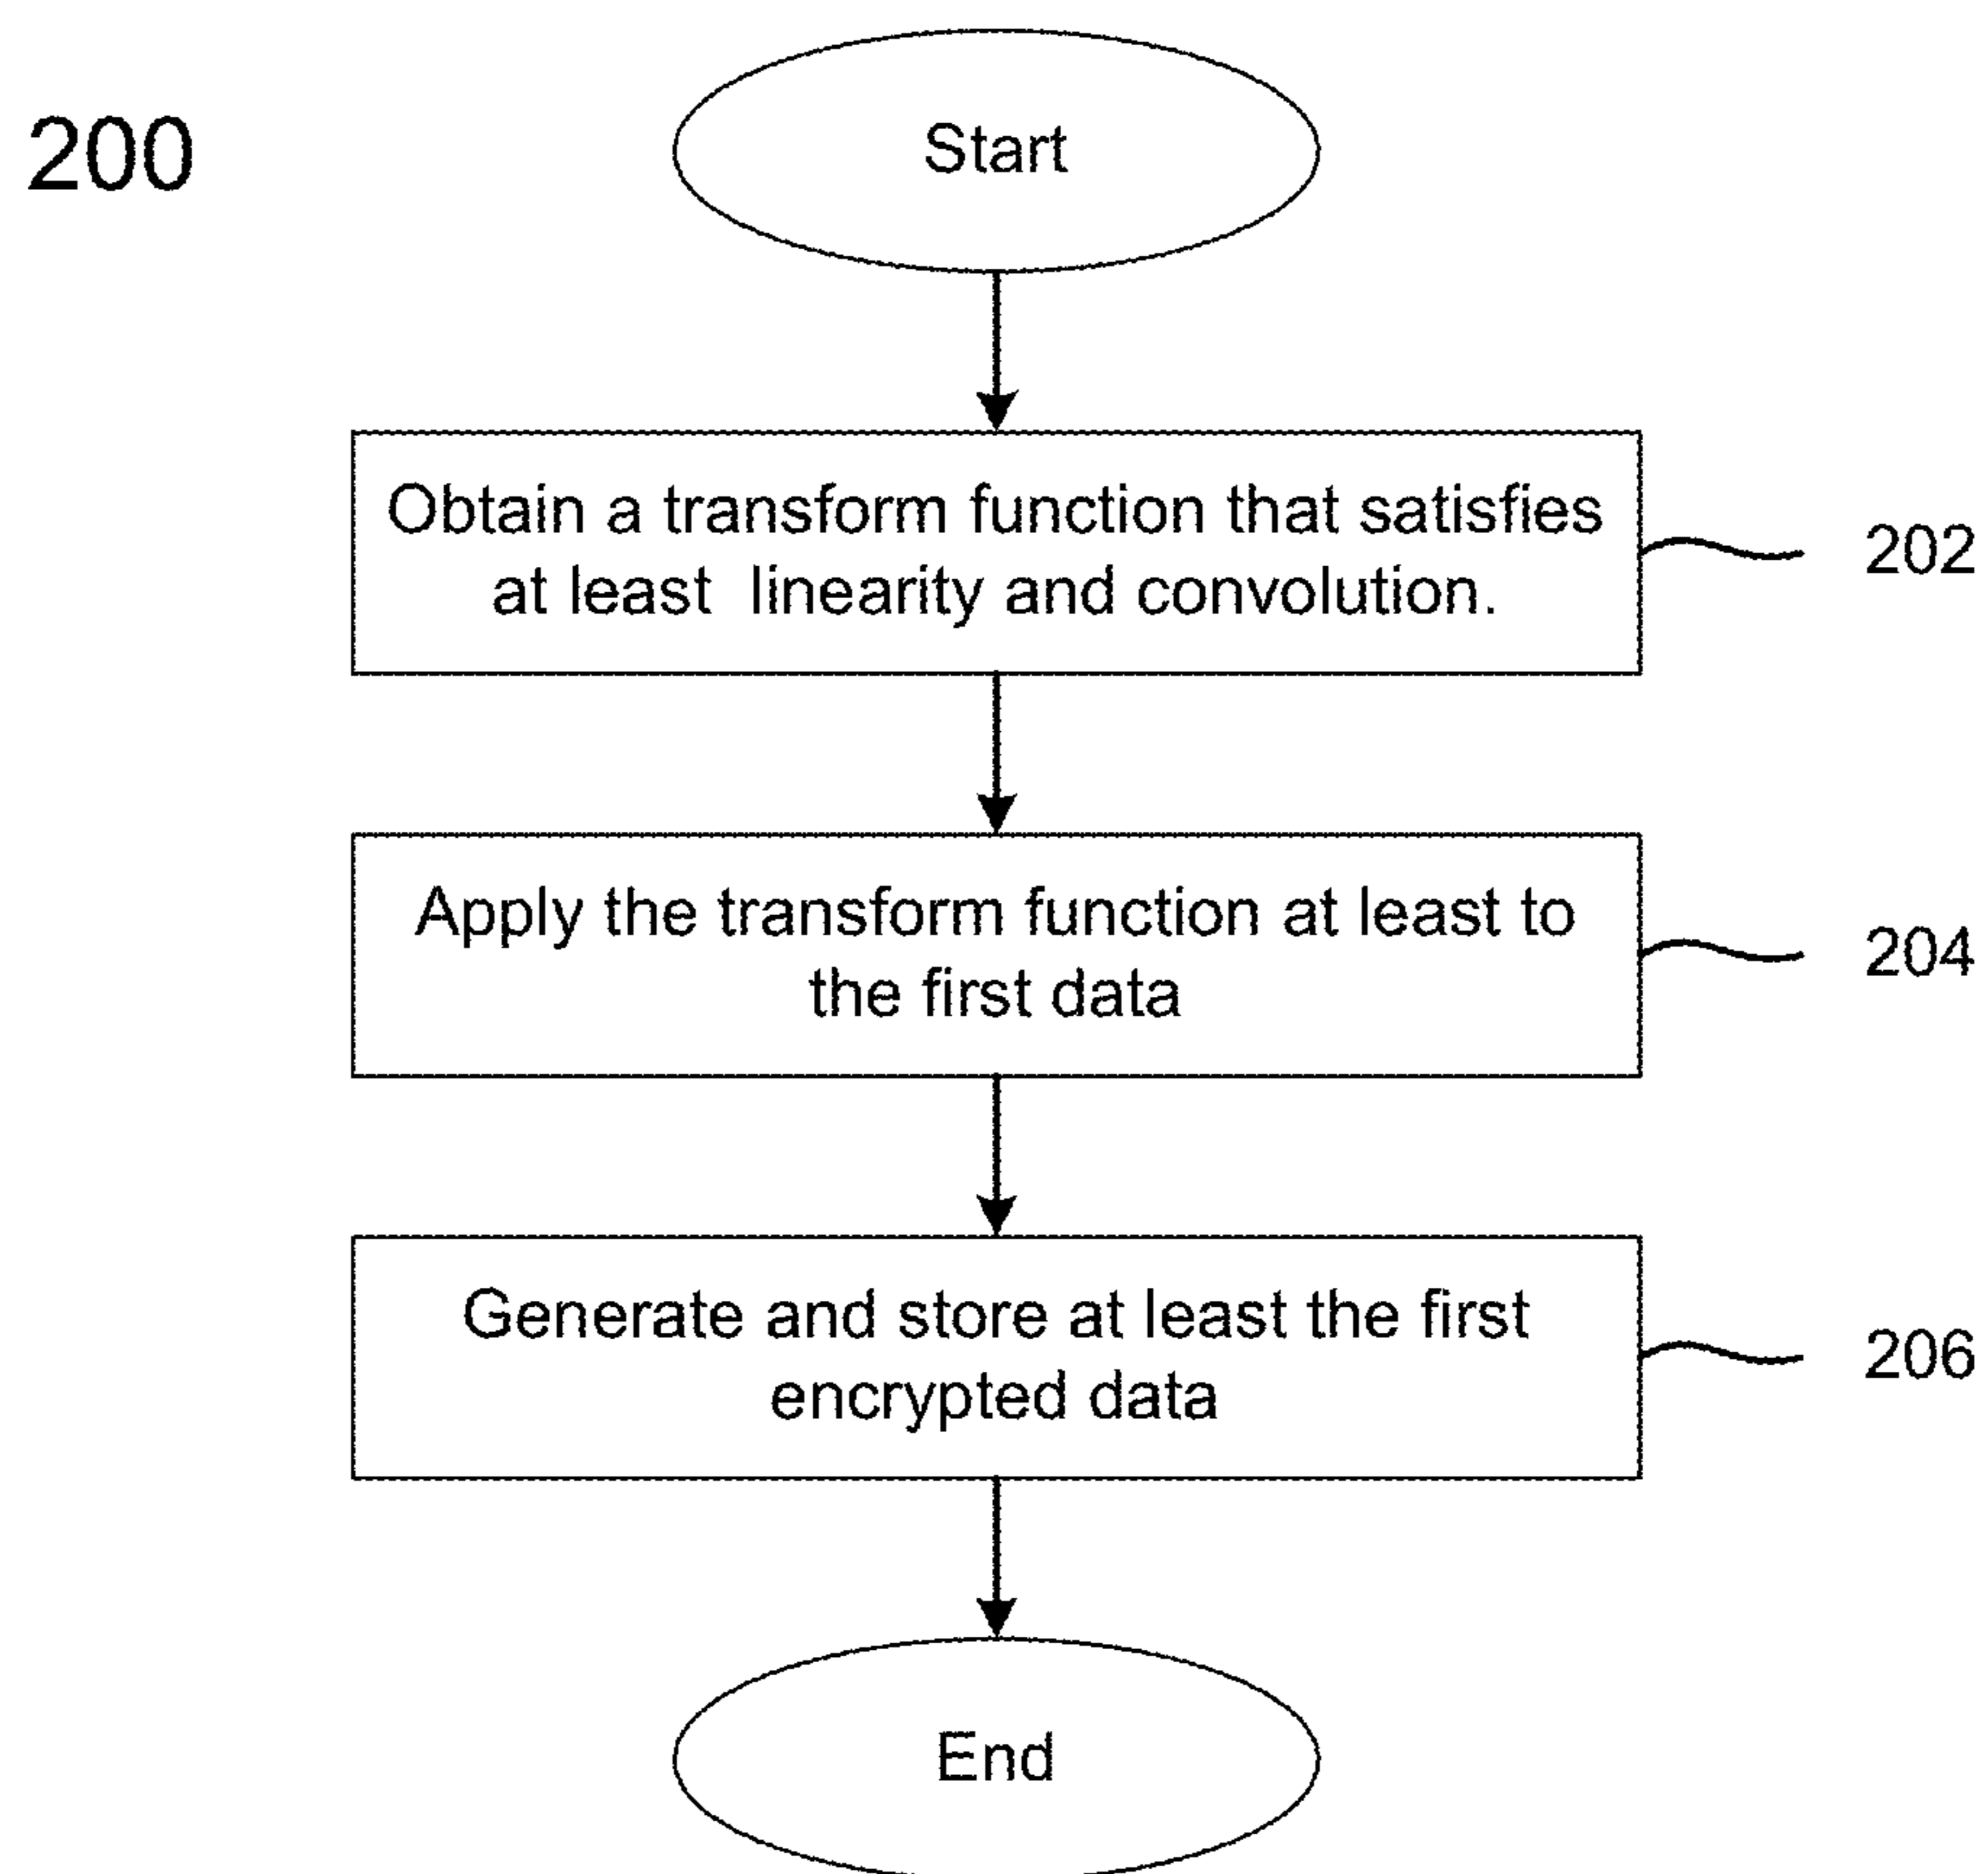 200
Start
Obtain a transform function that satisfies
at least linearity and convolution.
202
Apply the transform function at least to
the first data
204
Generate and store at least the first
encrypted data
206
End